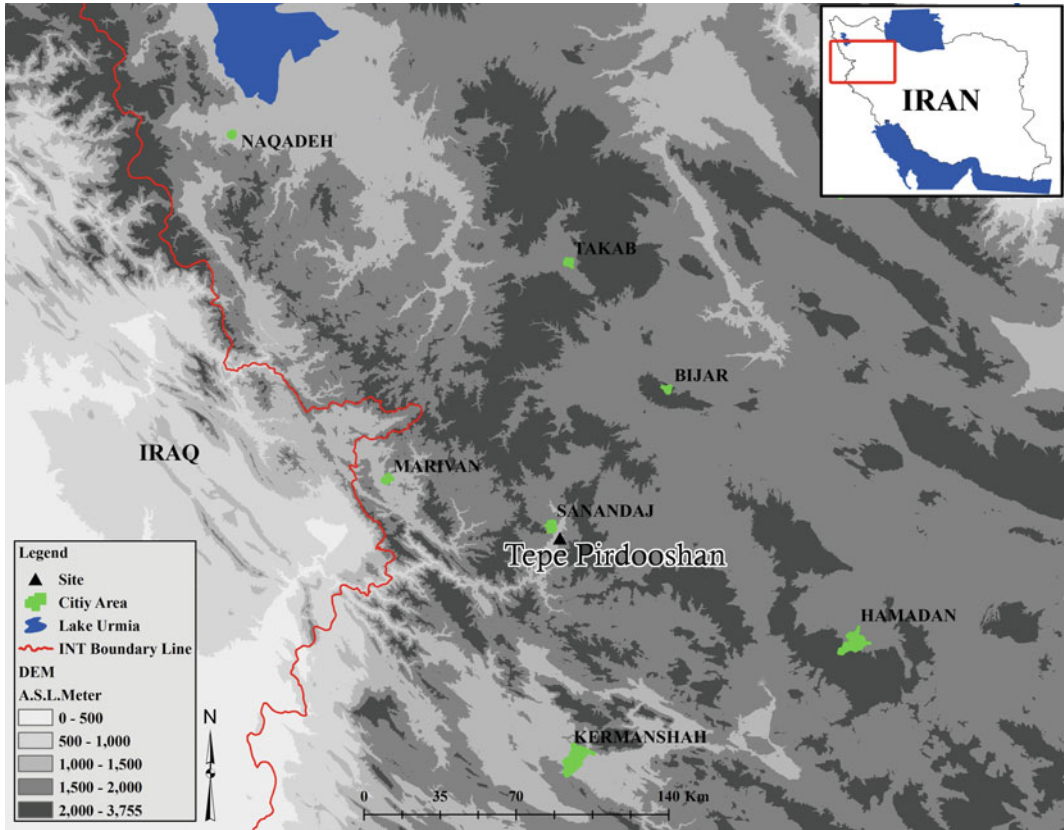 IRAN
NAQADEH
TAKAB
BIJAR
IRAQ
MARIVAN
SANANDAJ
Tepe Pirdooshan
HAMADAN
KERMANSHAH
Legend
Site
Citiy Area
Lake Urmia
INT Boundary Line
DEM
A.S.L.Meter
0 - 500
500 - 1,000
1,000 - 1,500
1,500 - 2,000
2,000 - 3,755
N
0 35 70 140 Km